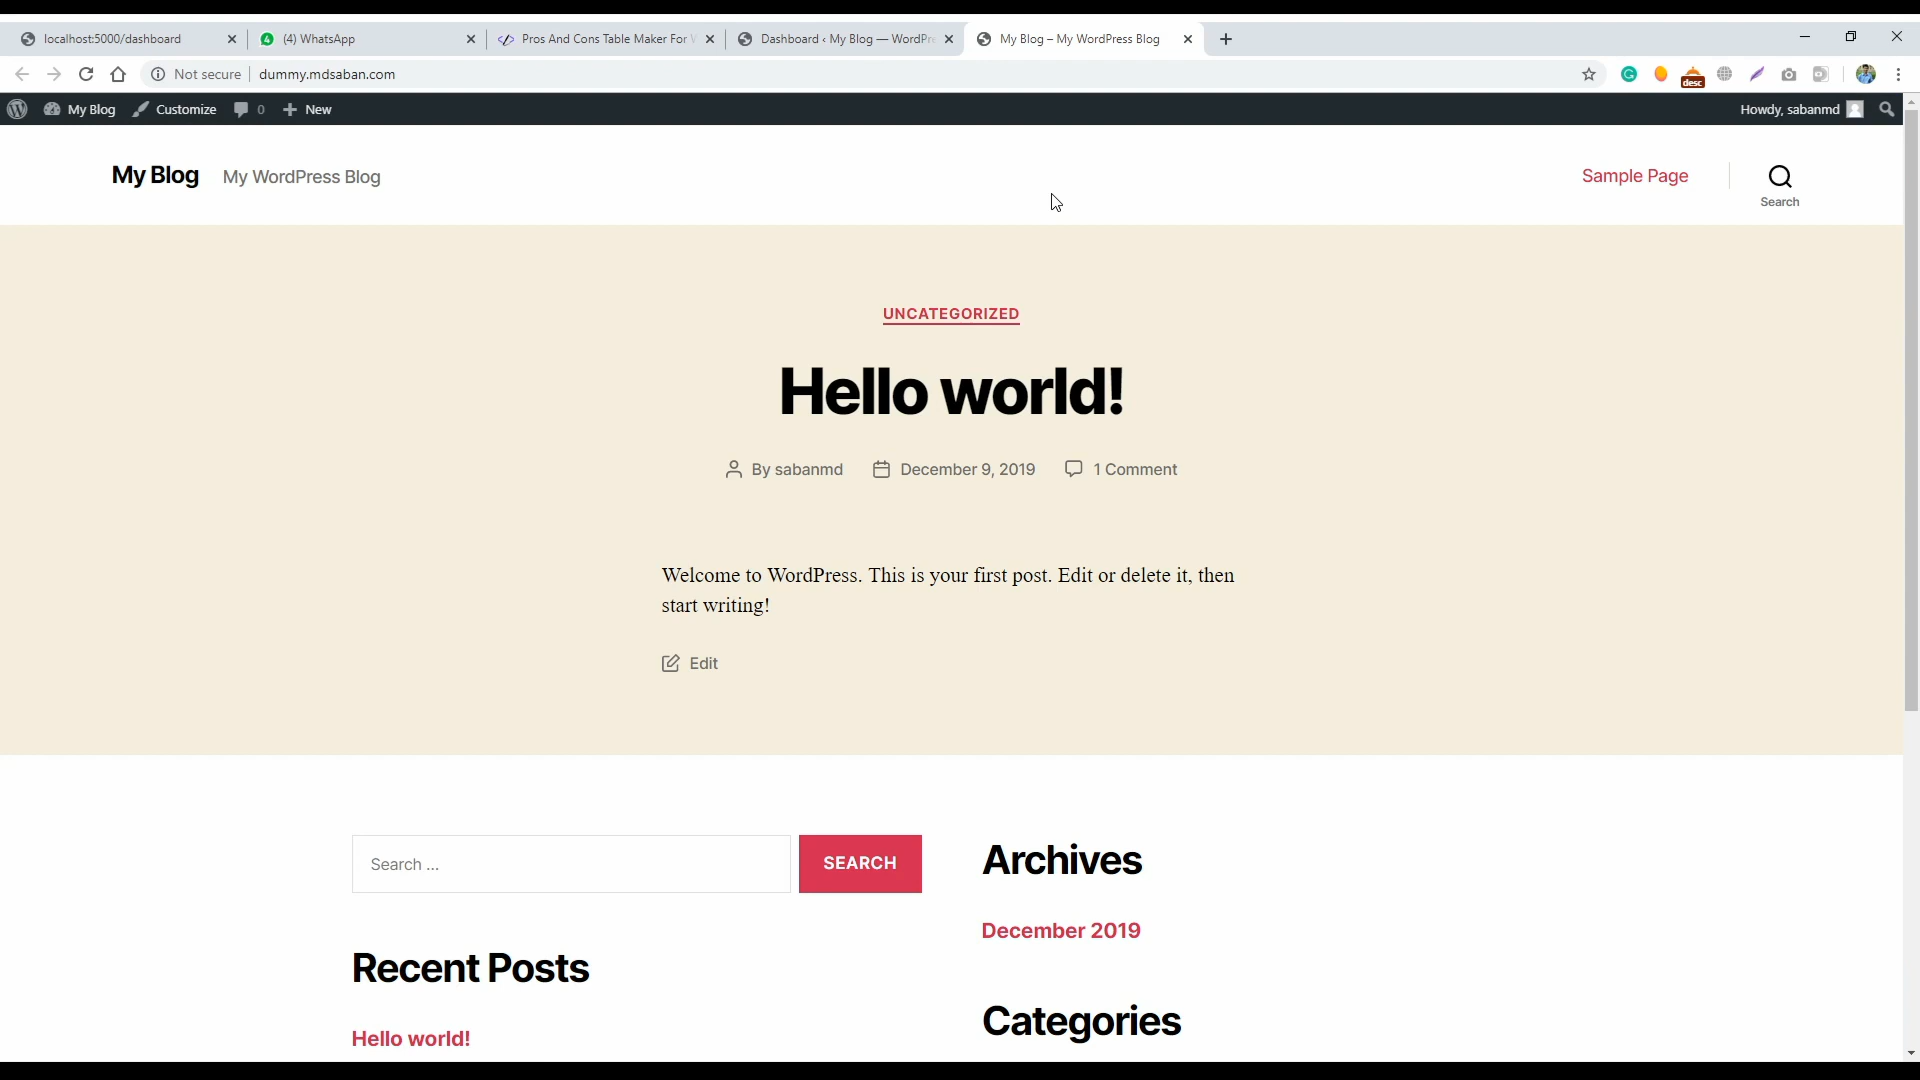 localhost:5000/dashboard
(4) WhatsApp
Pros And Cons Table Maker For
Dashboard ‹ My Blog — WordPr
My Blog – My WordPress Blog
Not secure
dummy.mdsaban.com
desc
My Blog
Customize
0
New
Howdy, sabanmd
My Blog
My WordPress Blog
Sample Page
Search
UNCATEGORIZED
Hello world!
By sabanmd
December 9, 2019
1 Comment
Welcome to WordPress. This is your first post. Edit or delete it, then
start writing!
Edit
Search ...
SEARCH
Archives
December 2019
Recent Posts
Categories
Hello world!